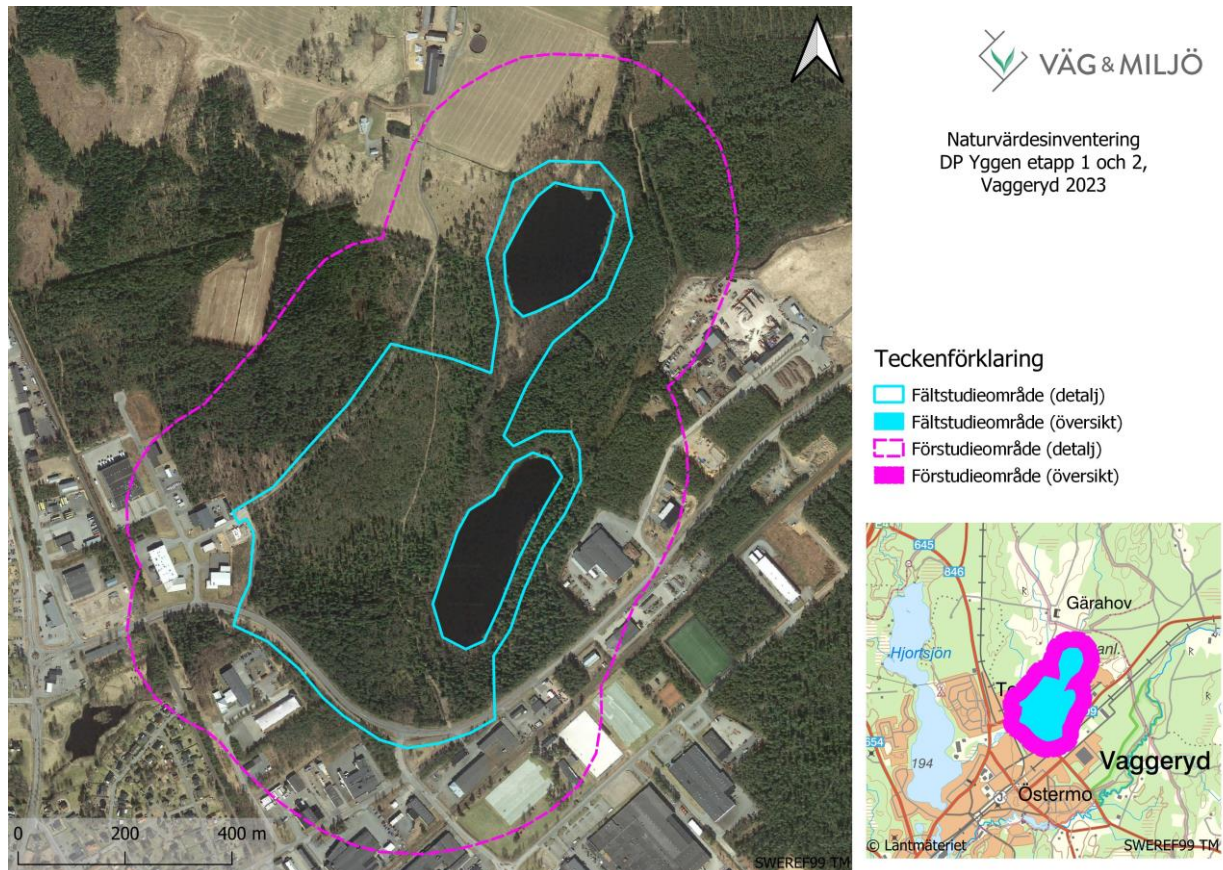 VÄG & MILJÖ
Naturvärdesinventering
DP Yggen etapp 1 och 2,
Vaggeryd 2023
Teckenförklaring
Fältstudieområde (detalj)
Fältstudieområde (översikt)
Förstudieområde (detalj)
Förstudieområde (översikt)
0 200 400 m
SWEREF99 TM
645
846
Gärahov
Hjortsjön
654
194
Vaggeryd
Östermo
© Lantmäteriet
SWEREF99 TM